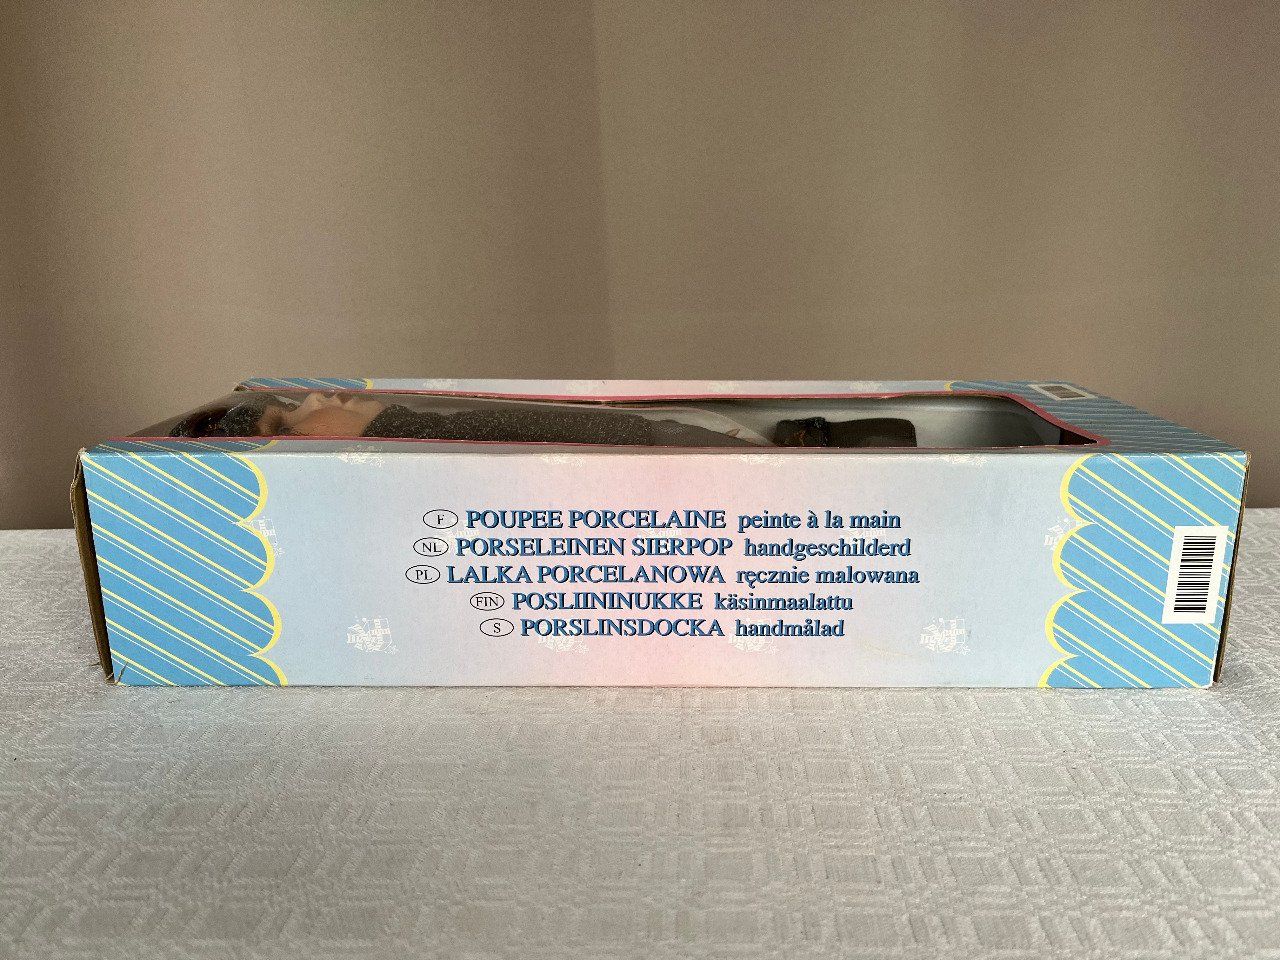 F POUPEE PORCELAINE peinte à la main
NL PORSELEINEN SIERPOP handgeschilderd
PL LALKA PORCELANOWA ręcznie malowana
FIN POSLIININUKKE käsinmaalattu
S PORSLINSDOCKA handmålad